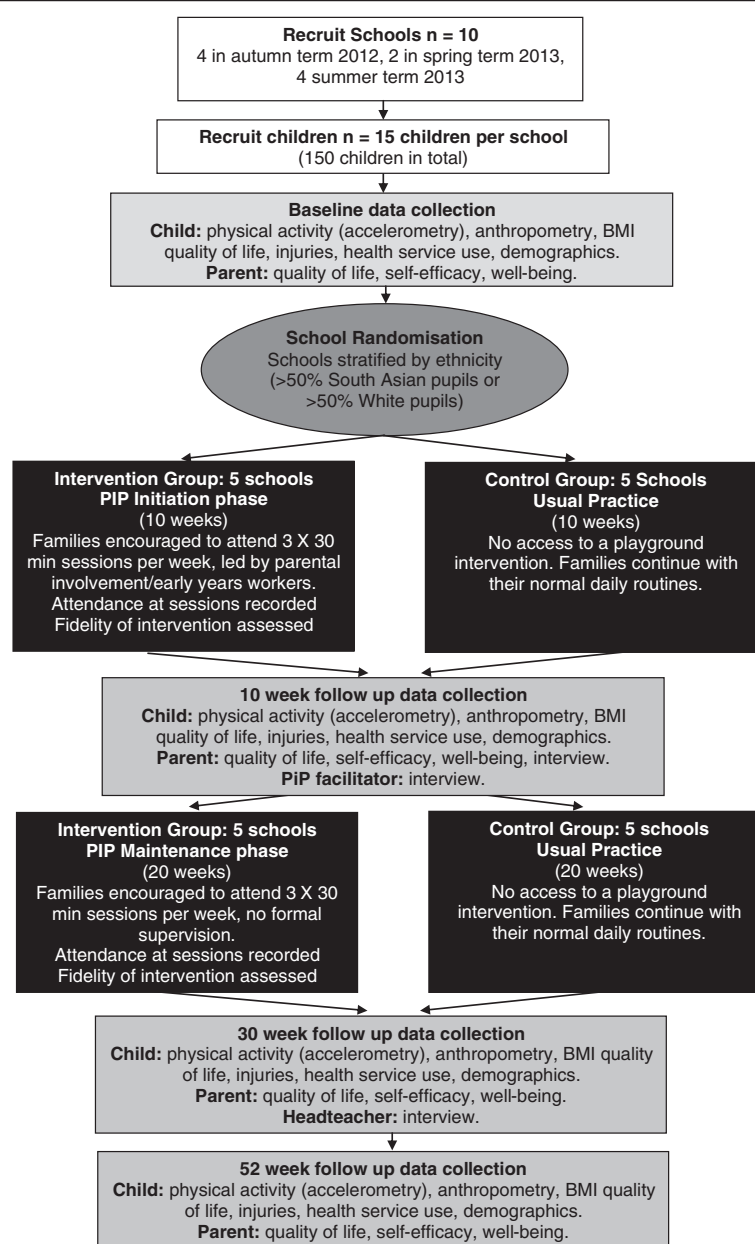 Recruit Schools n = 10
4 in autumn term 2012, 2 in spring term 2013,
4 summer term 2013
Recruit children n = 15 children per school
(150 children in total)
Baseline data collection
Child: physical activity (accelerometry), anthropometry, BMI
quality of life, injuries, health service use, demographics.
Parent: quality of life, self-efficacy, well-being.
School Randomisation
Schools stratified by ethnicity
(>50% South Asian pupils or
>50% White pupils)
Intervention Group: 5 schools
PIP Initiation phase
(10 weeks)
Families encouraged to attend 3 X 30
min sessions per week, led by parental
involvement/early years workers.
Attendance at sessions recorded
Fidelity of intervention assessed
Control Group: 5 Schools
Usual Practice
(10 weeks)
No access to a playground
intervention. Families continue with
their normal daily routines.
10 week follow up data collection
Child: physical activity (accelerometry), anthropometry, BMI
quality of life, injuries, health service use, demographics.
Parent: quality of life, self-efficacy, well-being, interview.
PiP facilitator: interview.
Intervention Group: 5 schools
PIP Maintenance phase
(20 weeks)
Families encouraged to attend 3 X 30
min sessions per week, no formal
supervision.
Attendance at sessions recorded
Fidelity of intervention assessed
Control Group: 5 schools
Usual Practice
(20 weeks)
No access to a playground
intervention. Families continue with
their normal daily routines.
30 week follow up data collection
Child: physical activity (accelerometry), anthropometry, BMI quality
of life, injuries, health service use, demographics.
Parent: quality of life, self-efficacy, well-being.
Headteacher: interview.
52 week follow up data collection
Child: physical activity (accelerometry), anthropometry, BMI quality
of life, injuries, health service use, demographics.
Parent: quality of life, self-efficacy, well-being.